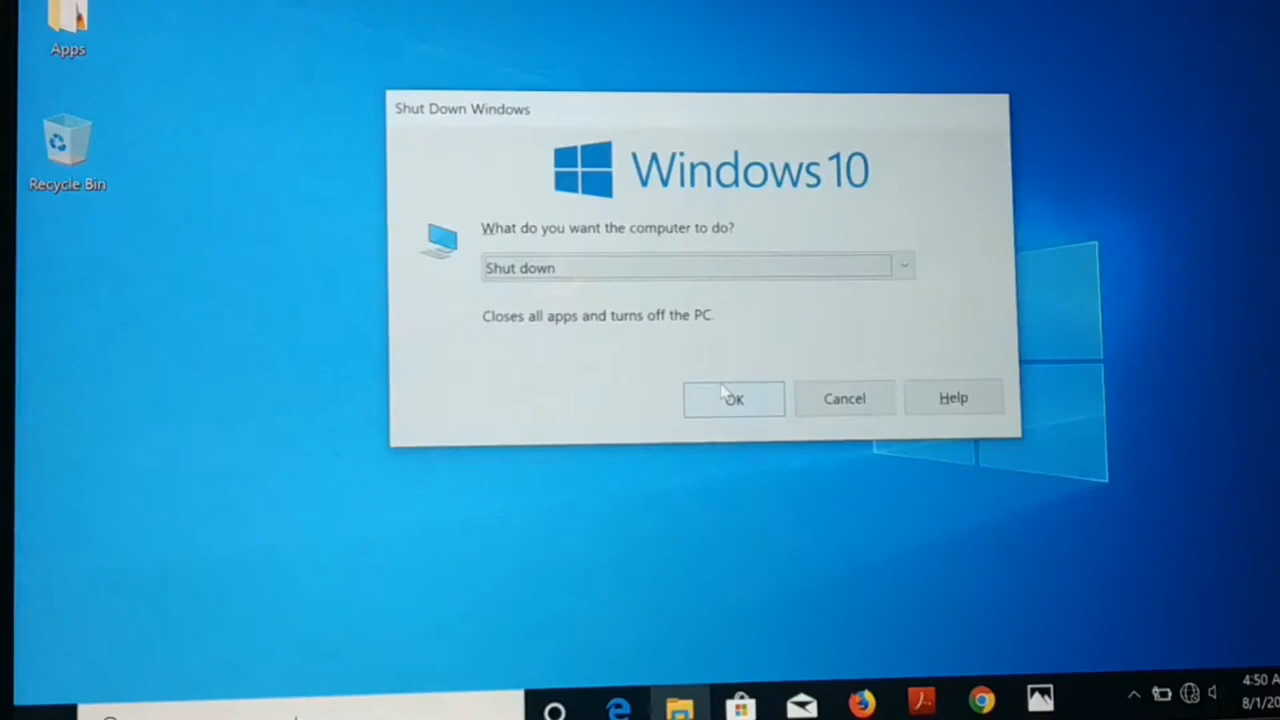 Apps
Recycle Bin
Shut Down Windows
Windows 10
What do you want the computer to do?
Shut down
Closes all apps and turns off the PC.
OK
Cancel
Help
4:50 A
8/1/20